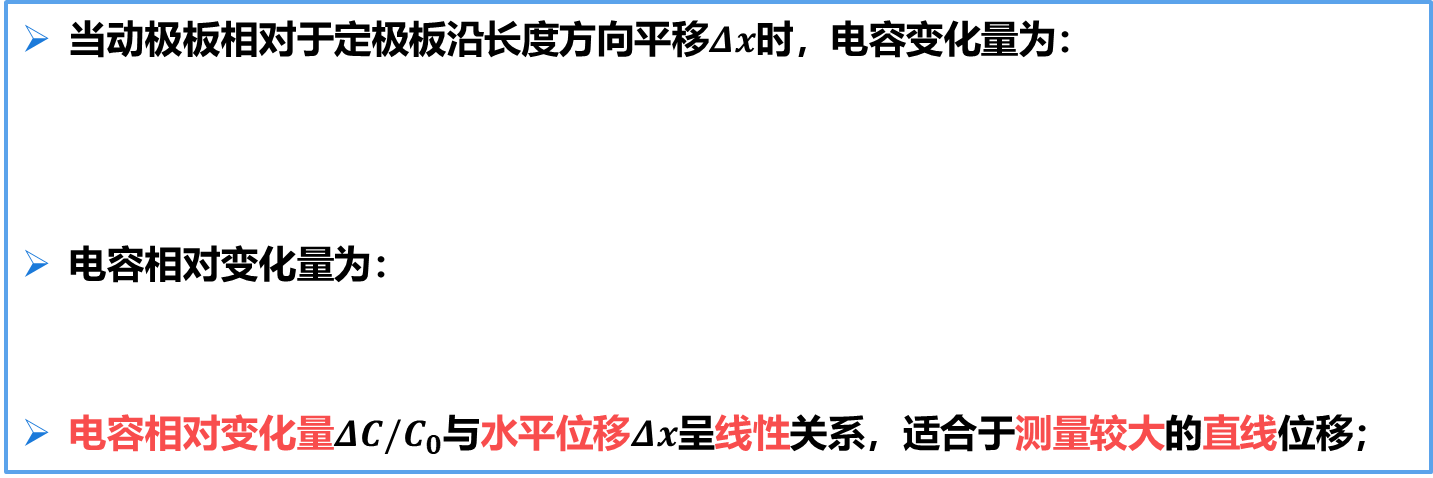 ➢ 当动极板相对于定极板沿长度方向平移Δx时，电容变化量为：
➢ 电容相对变化量为：
➢ 电容相对变化量ΔC/C₀与水平位移Δx呈线性关系，适合于测量较大的直线位移；